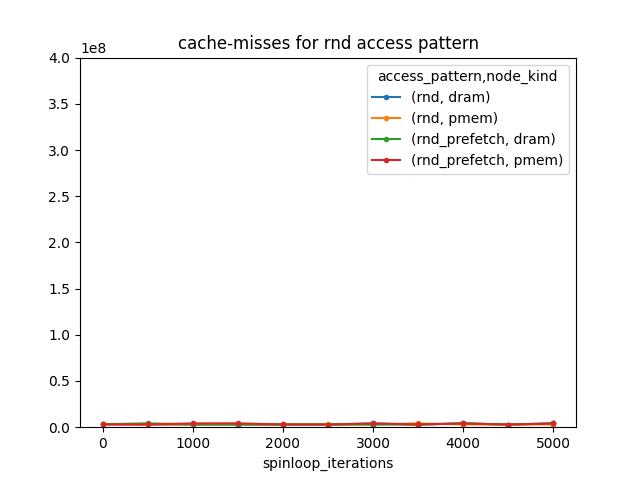 cache-misses for rnd access pattern
1e8
4.0
3.5
3.0
2.5
2.0
1.5
1.0
0.5
0.0
access_pattern,node_kind
(rnd, dram)
(rnd, pmem)
(rnd_prefetch, dram)
(rnd_prefetch, pmem)
0 1000 2000 3000 4000 5000
spinloop_iterations